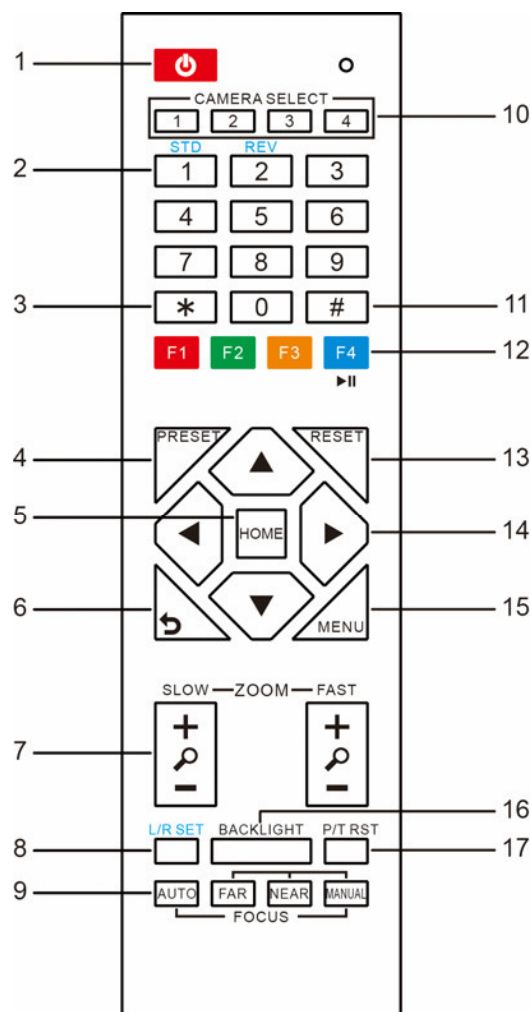 1
CAMERA SELECT
10
1 2 3 4
STD REV
2
1 2 3
4 5 6
7 8 9
3
* 0 #
11
F1 F2 F3 F4
12
PRESET
RESET
4
13
5
HOME
14
6
MENU
15
SLOW ZOOM FAST
+ +
7
- -
16
L/R SET BACKLIGHT P/T RST
8
17
9
AUTO FAR NEAR MANUAL
FOCUS